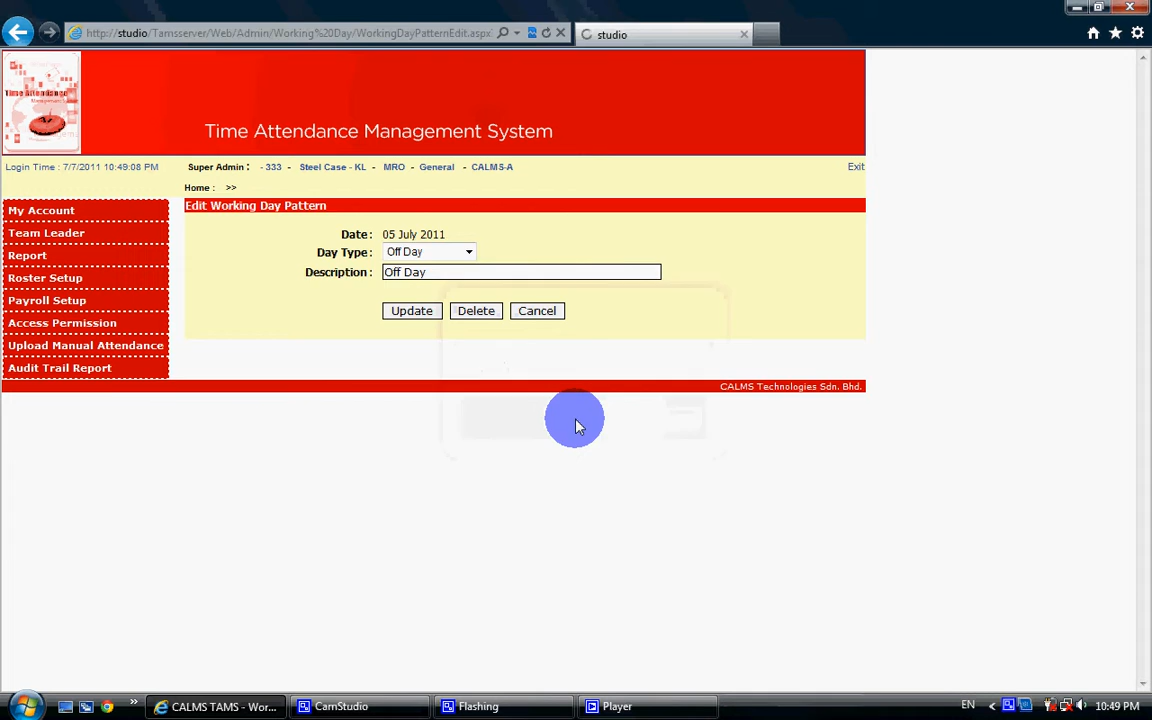 http://studio/Tamsserver/Web/Admin/Working%20Day/WorkingDayPatternEdit.aspx
studio
Time Attendance
Time Attendance Management System
Login Time : 7/7/2011 10:49:08 PM
Super Admin : - 333 - Steel Case - KL - MRO - General - CALMS-A
Exit
Home : >>
My Account
Team Leader
Report
Roster Setup
Payroll Setup
Access Permission
Upload Manual Attendance
Audit Trail Report
Edit Working Day Pattern
Date : 05 July 2011
Day Type : Off Day
Description : Off Day
Update Delete Cancel
CALMS Technologies Sdn. Bhd.
CALMS TAMS - Wor...
CamStudio
Flashing
Player
EN
10:49 PM